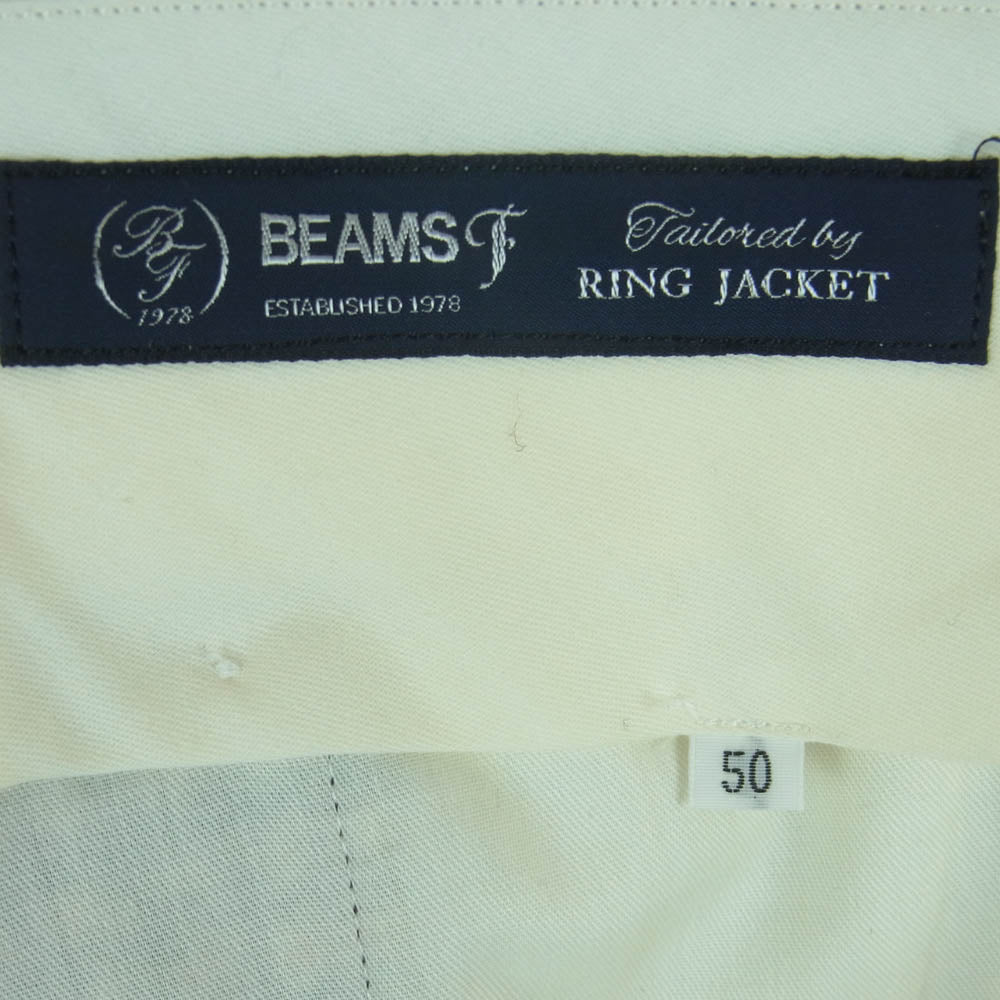 BF
1978
BEAMS F
ESTABLISHED 1978
Tailored by
RING JACKET
50